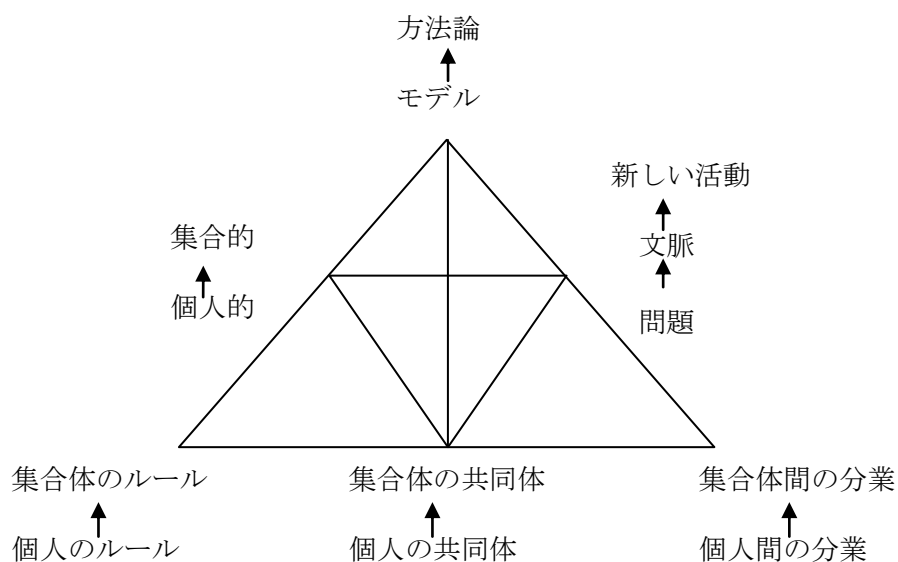 方法論
モデル
新しい活動
集合的
文脈
個人的
問題
集合体のルール
集合体の共同体
集合体間の分業
個人のルール
個人の共同体
個人間の分業